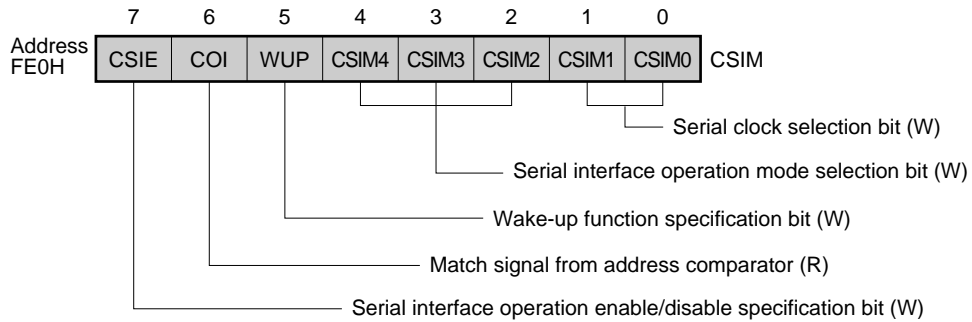 7 6 5 4 3 2 1 0
Address
FE0H
CSIE COI WUP CSIM4 CSIM3 CSIM2 CSIM1 CSIM0 CSIM
Serial clock selection bit (W)
Serial interface operation mode selection bit (W)
Wake-up function specification bit (W)
Match signal from address comparator (R)
Serial interface operation enable/disable specification bit (W)